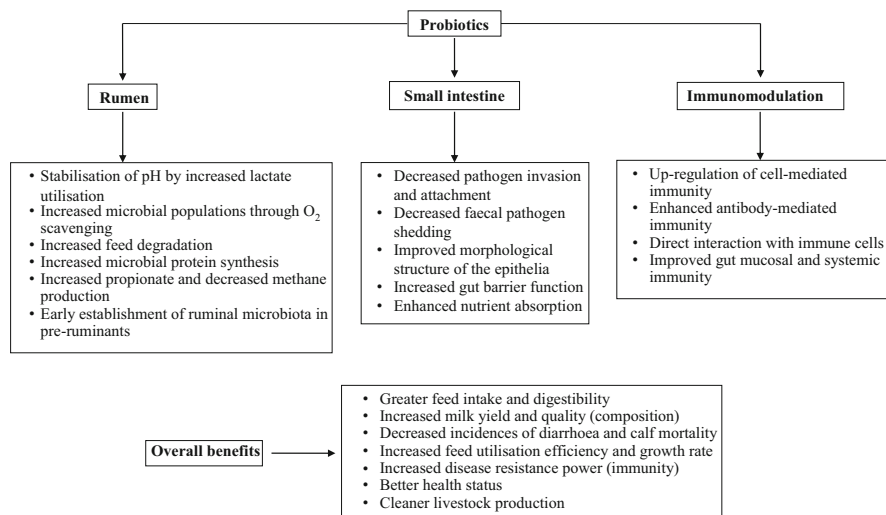 Probiotics
Rumen
Small intestine
Immunomodulation
• Stabilisation of pH by increased lactate
utilisation
• Increased microbial populations through O2
scavenging
• Increased feed degradation
• Increased microbial protein synthesis
• Increased propionate and decreased methane
production
• Early establishment of ruminal microbiota in
pre-ruminants
• Decreased pathogen invasion
and attachment
• Decreased faecal pathogen
shedding
• Improved morphological
structure of the epithelia
• Increased gut barrier function
• Enhanced nutrient absorption
• Up-regulation of cell-mediated
immunity
• Enhanced antibody-mediated
immunity
• Direct interaction with immune cells
• Improved gut mucosal and systemic
immunity
Overall benefits
• Greater feed intake and digestibility
• Increased milk yield and quality (composition)
• Decreased incidences of diarrhoea and calf mortality
• Increased feed utilisation efficiency and growth rate
• Increased disease resistance power (immunity)
• Better health status
• Cleaner livestock production